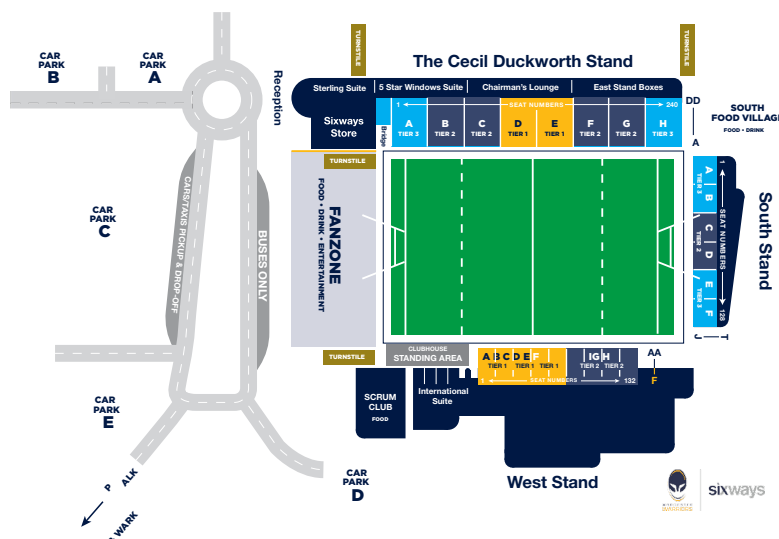 CAR
PARK
B
CAR
PARK
A
CAR
PARK
C
CAR
PARK
E
CAR
PARK
D
P
ALK
WARK
CARS/TAXIS PICKUP & DROP-OFF
BUSES ONLY
Reception
TURNSTILE
The Cecil Duckworth Stand
TURNSTILE
Sterling Suite
5 Star Windows Suite
Chairman's Lounge
East Stand Boxes
Sixways
Store
Bridge
1 SEAT NUMBERS 240
A
TIER 3
B
TIER 2
C
TIER 2
D
TIER 1
E
TIER 1
F
TIER 2
G
TIER 2
H
TIER 3
DD
A
SOUTH
FOOD VILLAGE
FOOD • DRINK
TURNSTILE
FANZONE
FOOD • DRINK • ENTERTAINMENT
TURNSTILE
A B
TIER 3
C D
TIER 2
E F
TIER 3
1 SEAT NUMBERS 128
South Stand
J T
CLUBHOUSE
STANDING AREA
A B C D E F
TIER 1 TIER 1 TIER 1
I G H
TIER 2 TIER 2
1 SEAT NUMBERS 132
AA
F
SCRUM
CLUB
FOOD
International
Suite
West Stand
sixways